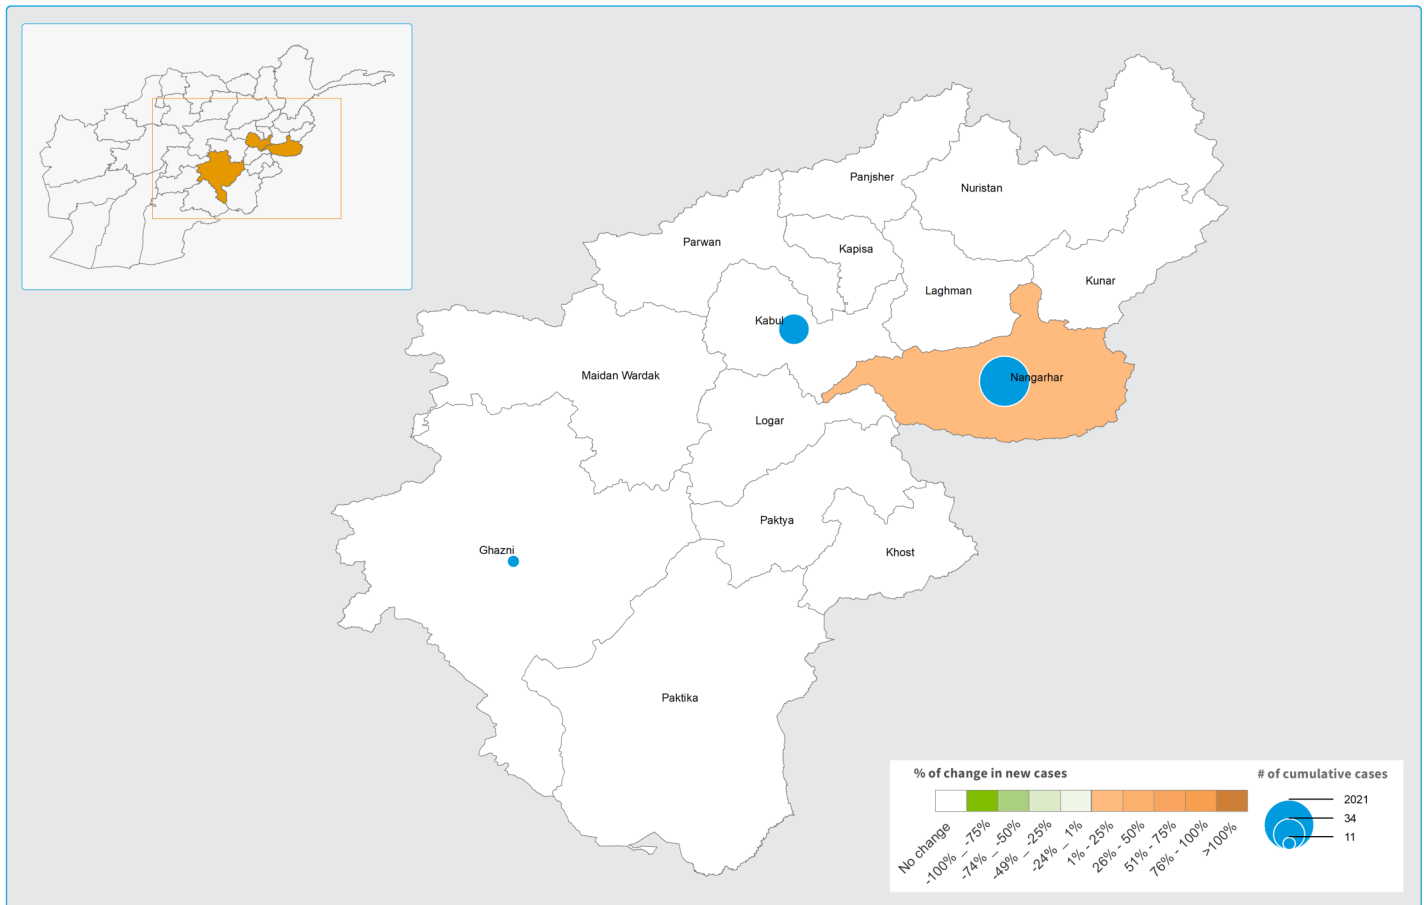 Panjsher
Nuristan
Parwan
Kapisa
Kunar
Laghman
Kabul
Maidan Wardak
Nangarhar
Logar
Paktya
Ghazni
Khost
Paktika
% of change in new cases
No change
-100% – -75%
-74% – -50%
-49% – -25%
-24% – 1%
1% - 25%
26% - 50%
51% - 75%
76% - 100%
>100%
# of cumulative cases
2021
34
11